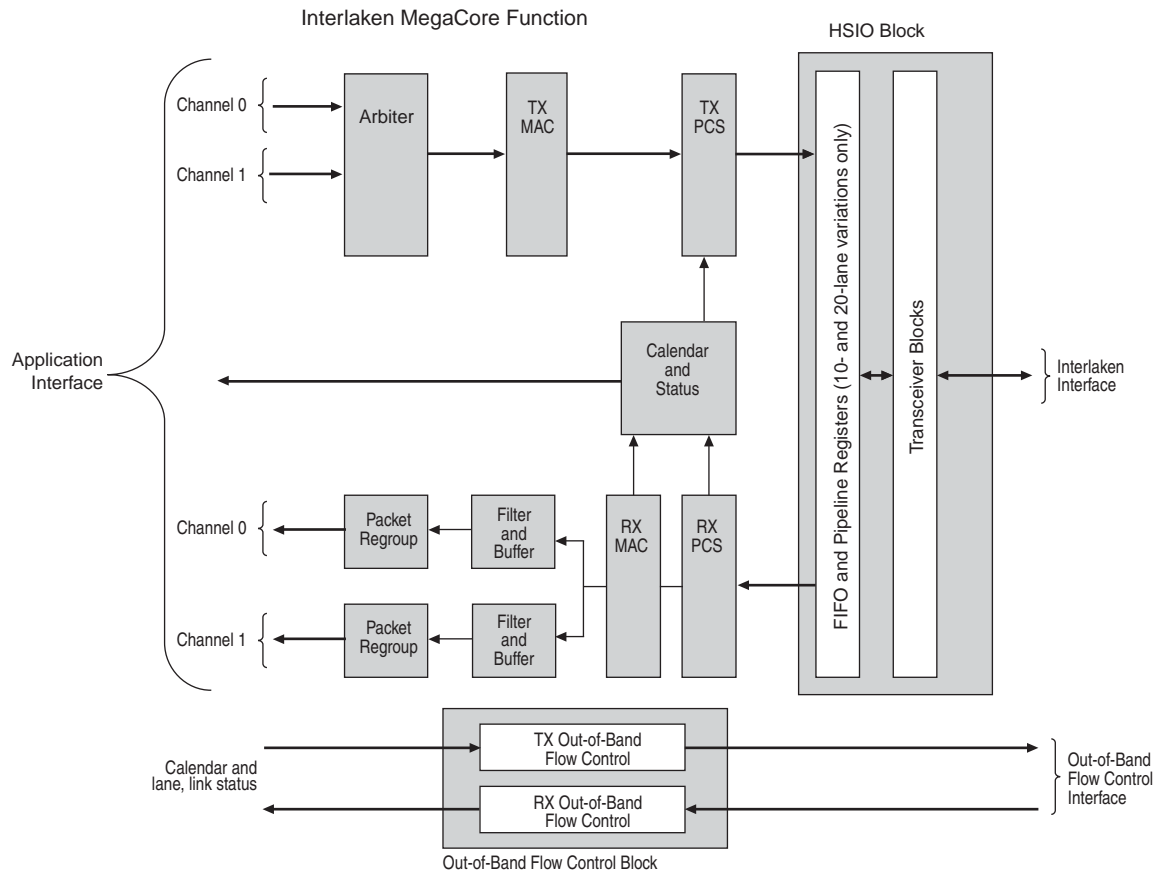 Interlaken MegaCore Function
HSIO Block
Channel 0
Channel 1
Arbiter
TX
MAC
TX
PCS
FIFO and Pipeline Registers (10- and 20-lane variations only)
Transceiver Blocks
Application
Interface
Calendar
and
Status
Interlaken
Interface
Channel 0
Packet
Regroup
Filter
and
Buffer
RX
MAC
RX
PCS
Channel 1
Packet
Regroup
Filter
and
Buffer
Calendar and
lane, link status
TX Out-of-Band
Flow Control
RX Out-of-Band
Flow Control
Out-of-Band
Flow Control
Interface
Out-of-Band Flow Control Block